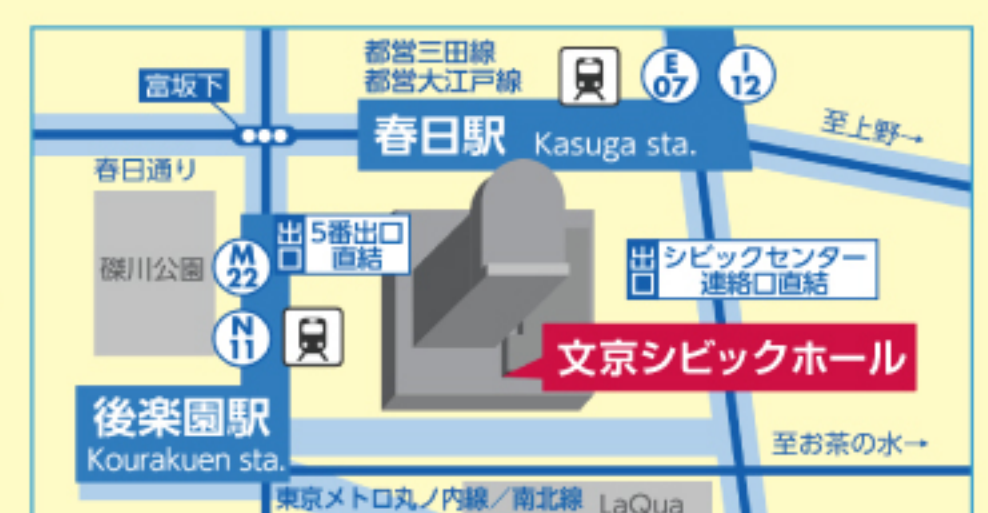 都営三田線
都営大江戸線
E
07
I
12
富坂下
春日駅 Kasuga sta.
至上野→
春日通り
礫川公園
M
22
出口 5番出口
直結
出口 シビックセンター
連絡口直結
N
11
文京シビックホール
後楽園駅
Kourakuen sta.
至お茶の水→
東京メトロ丸ノ内線/南北線
LaQua